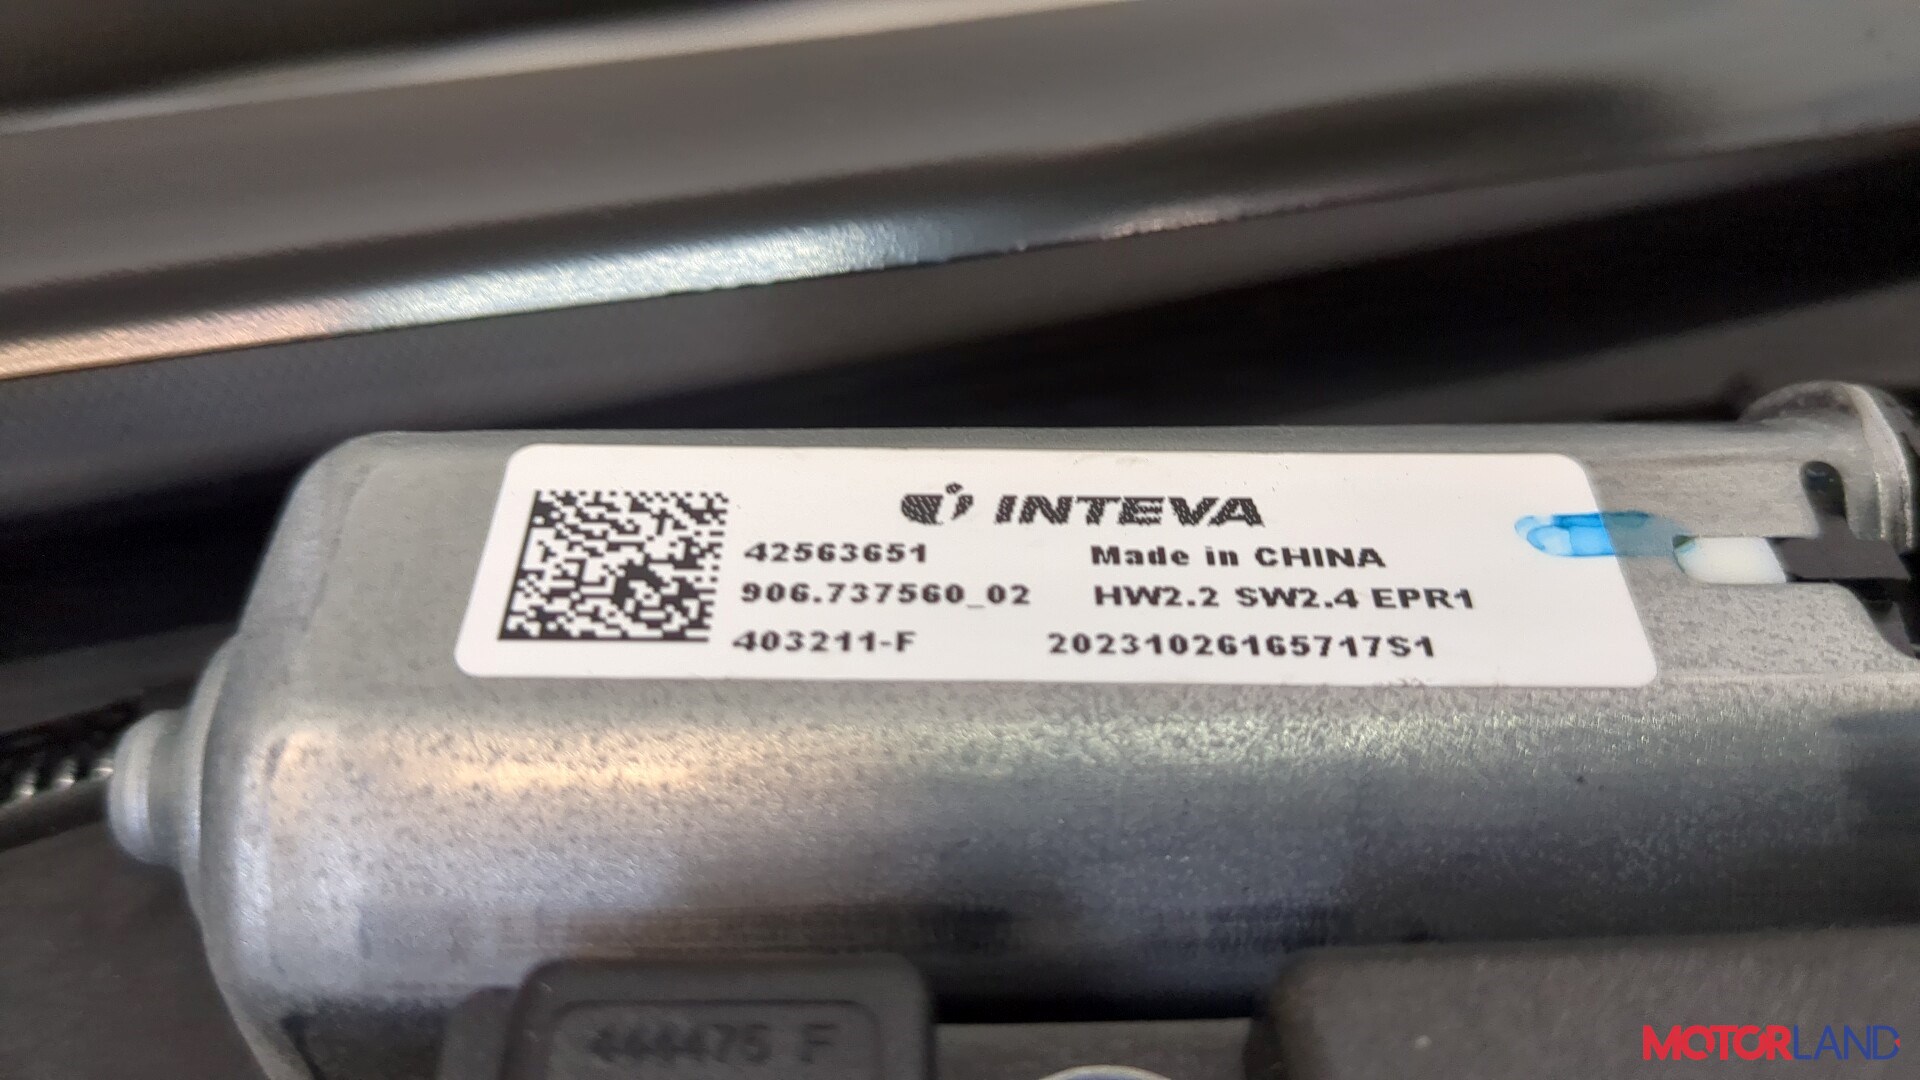 INTEVA
42563651 Made in CHINA
906.737560_02 HW2.2 SW2.4 EPR1
403211-F 20231026165717S1
444475 F
MOTORLAND